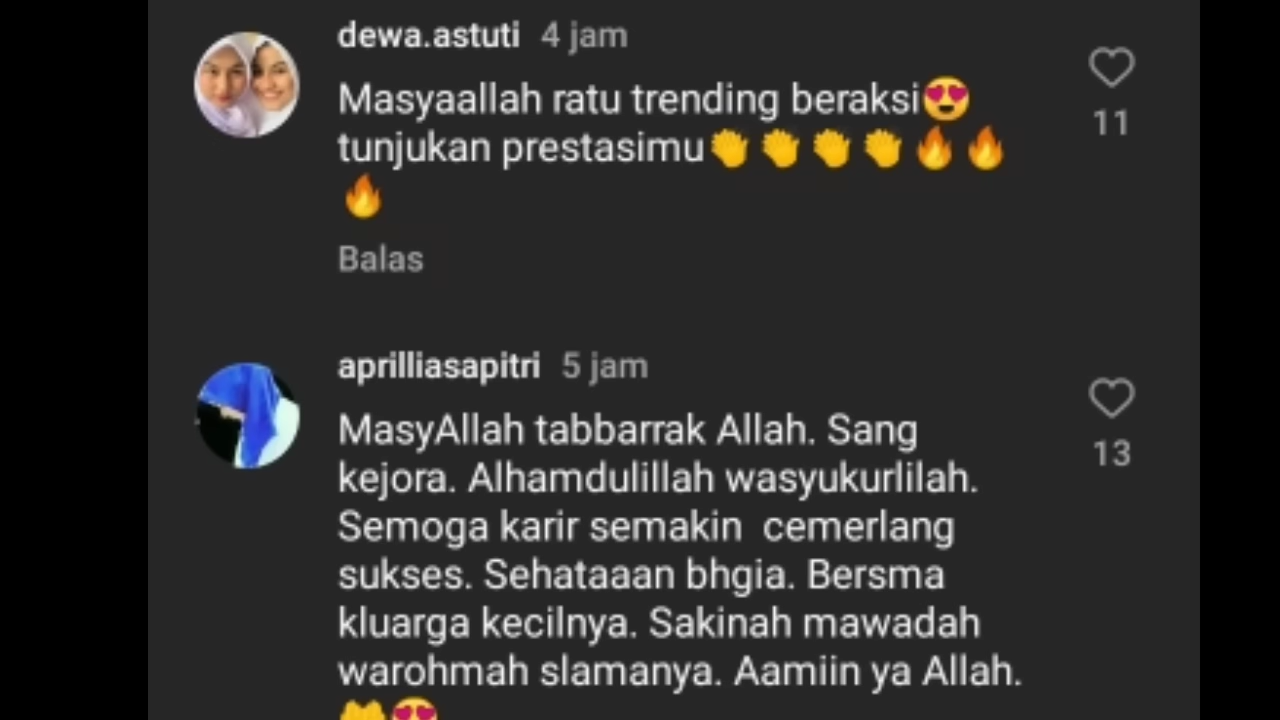 dewa.astuti 4 jam
Masyaallah ratu trending beraksi😍
tunjukan prestasimu👏👏👏👏🔥🔥
🔥
11
Balas
aprilliasapitri 5 jam
MasyAllah tabbarrak Allah. Sang
kejora. Alhamdulillah wasyukurlilah.
Semoga karir semakin  cemerlang
sukses. Sehataaan bhgia. Bersma
kluarga kecilnya. Sakinah mawadah
warohmah slamanya. Aamiin ya Allah.
🤲😍
13